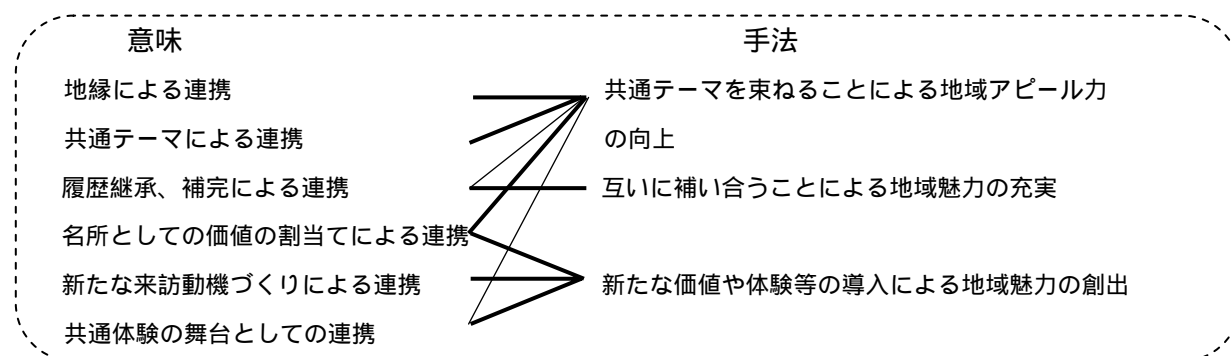 意味
手法
地縁による連携
共通テーマによる連携
履歴継承、補完による連携
名所としての価値の割当てによる連携
新たな来訪動機づくりによる連携
共通体験の舞台としての連携
共通テーマを束ねることによる地域アピール力
の向上
互いに補い合うことによる地域魅力の充実
新たな価値や体験等の導入による地域魅力の創出